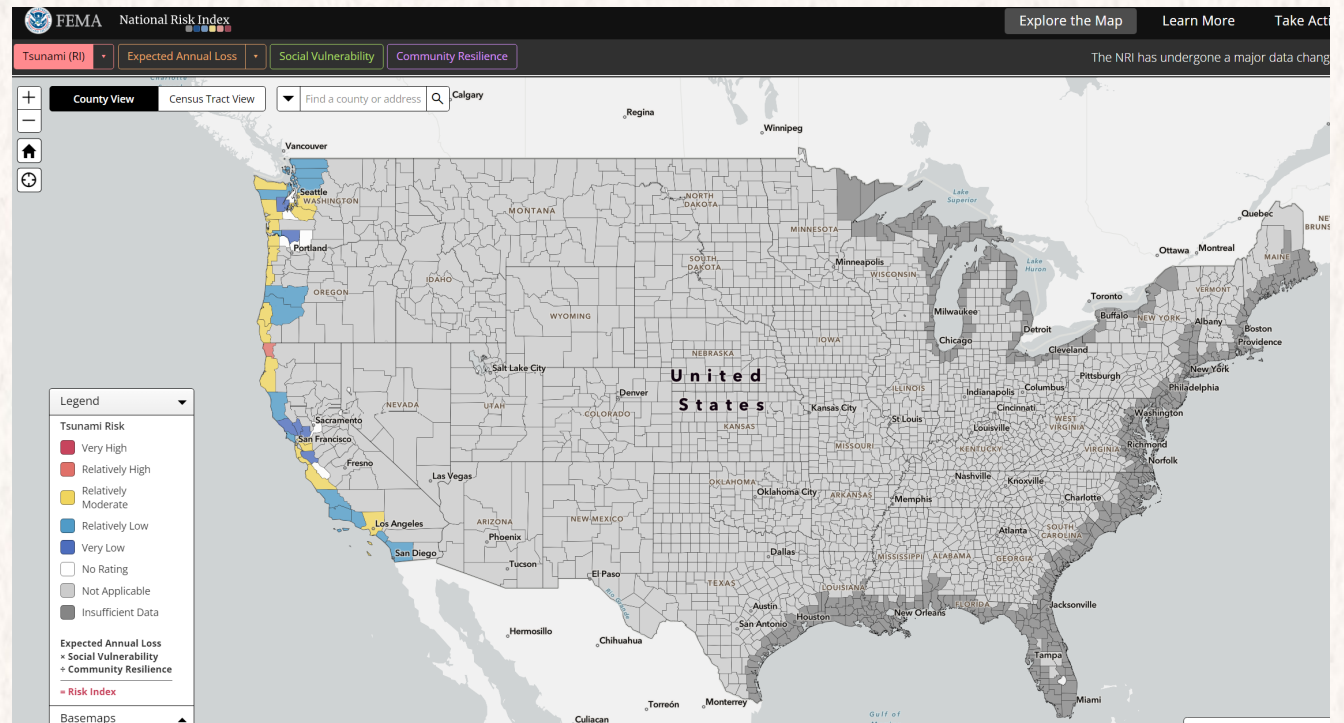 FEMA National Risk Index
Explore the Map Learn More Take Acti
Tsunami (RI) Expected Annual Loss Social Vulnerability Community Resilience
The NRI has undergone a major data chang
County View Census Tract View Find a county or address
Calgary
Regina
Winnipeg
Vancouver
Seattle
WASHINGTON
Portland
OREGON
MONTANA
IDAHO
NORTH
DAKOTA
MINNESOTA
Lake
Superior
Quebec
NE
BRUNS
Ottawa Montreal
MAINE
SOUTH
DAKOTA
Minneapolis
WISCONSIN
Lake
Huron
Toronto
VERMONT
WYOMING
Milwaukee
Buffalo
NEW YORK
Albany
Boston
Providence
Detroit
Chicago
Cleveland
IOWA
NEBRASKA
New York
Salt Lake City
United
States
Pittsburgh
Philadelphia
Denver
ILLINOIS
Indianapolis
Columbus
NEVADA
UTAH
COLORADO
Kansas City
Cincinnati
Washington
Sacramento
San Francisco
KANSAS
St Louis
Louisville
WEST
VIRGINIA
Fresno
MISSOURI
KENTUCKY
VIRGINIA
Richmond
Norfolk
Las Vegas
OKLAHOMA
Oklahoma City
ARKANSAS
Nashville
Knoxville
Memphis
Charlotte
Los Angeles
ARIZONA
NEW MEXICO
Phoenix
Atlanta
SOUTH
CAROLINA
San Diego
Tucson
El Paso
Dallas
MISSISSIPPI
ALABAMA
GEORGIA
TEXAS
LOUISIANA
Rio Grande
Austin
San Antonio
Houston
New Orleans
FLORIDA
Jacksonville
Hermosillo
Chihuahua
Tampa
Miami
Torreón
Monterrey
Culiacan
Gulf of
Legend
Tsunami Risk
Very High
Relatively High
Relatively
Moderate
Relatively Low
Very Low
No Rating
Not Applicable
Insufficient Data
Expected Annual Loss
× Social Vulnerability
÷ Community Resilience
= Risk Index
Basemaps